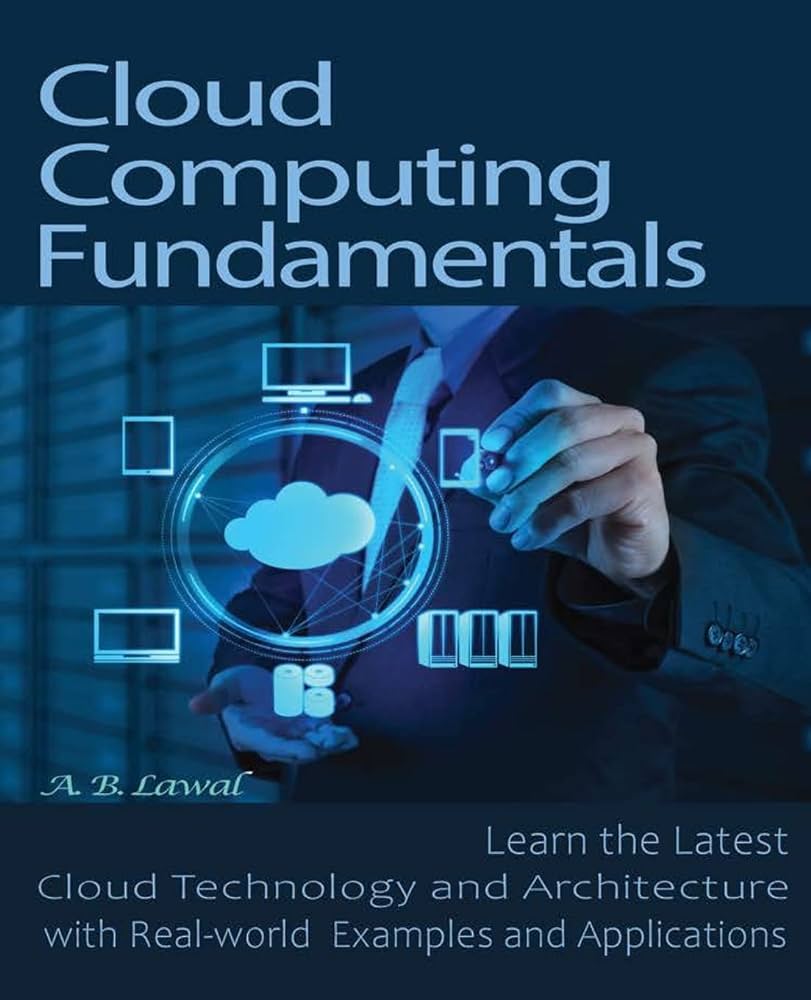 Cloud
Computing
Fundamentals
A. B. Lawal
Learn the Latest
Cloud Technology and Architecture
with Real-world Examples and Applications